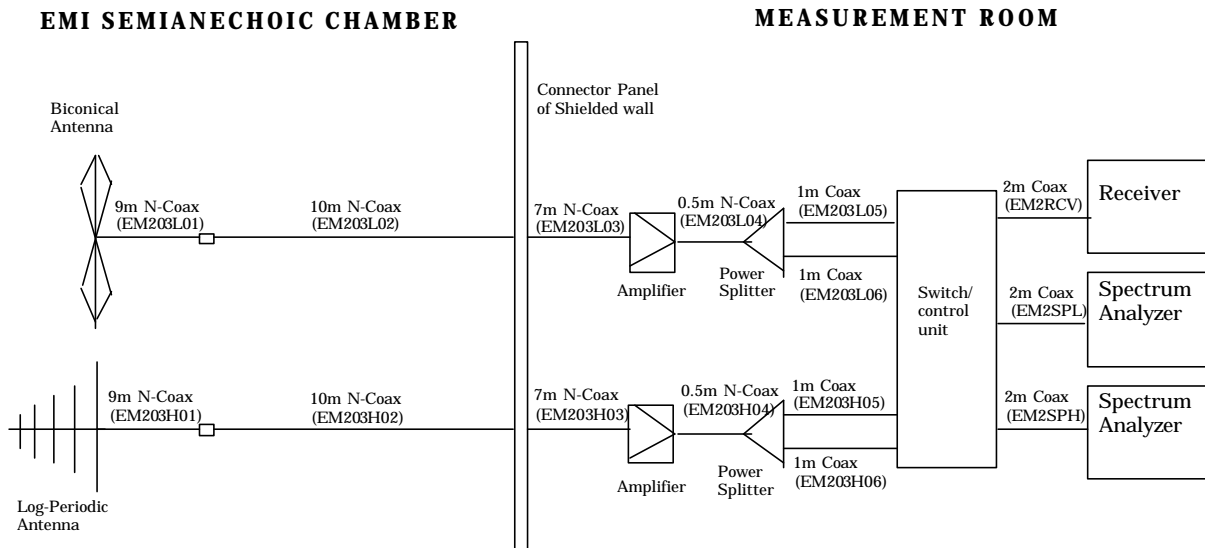 EMI SEMIANECHOIC CHAMBER
MEASUREMENT ROOM
Connector Panel
of Shielded wall
Biconical
Antenna
9m N-Coax
(EM203L01)
10m N-Coax
(EM203L02)
7m N-Coax
(EM203L03)
Amplifier
0.5m N-Coax
(EM203L04)
Power
Splitter
1m Coax
(EM203L05)
1m Coax
(EM203L06)
Switch/
control
unit
2m Coax
(EM2RCV)
Receiver
2m Coax
(EM2SPL)
Spectrum
Analyzer
Log-Periodic
Antenna
9m N-Coax
(EM203H01)
10m N-Coax
(EM203H02)
7m N-Coax
(EM203H03)
Amplifier
0.5m N-Coax
(EM203H04)
Power
Splitter
1m Coax
(EM203H05)
1m Coax
(EM203H06)
2m Coax
(EM2SPH)
Spectrum
Analyzer